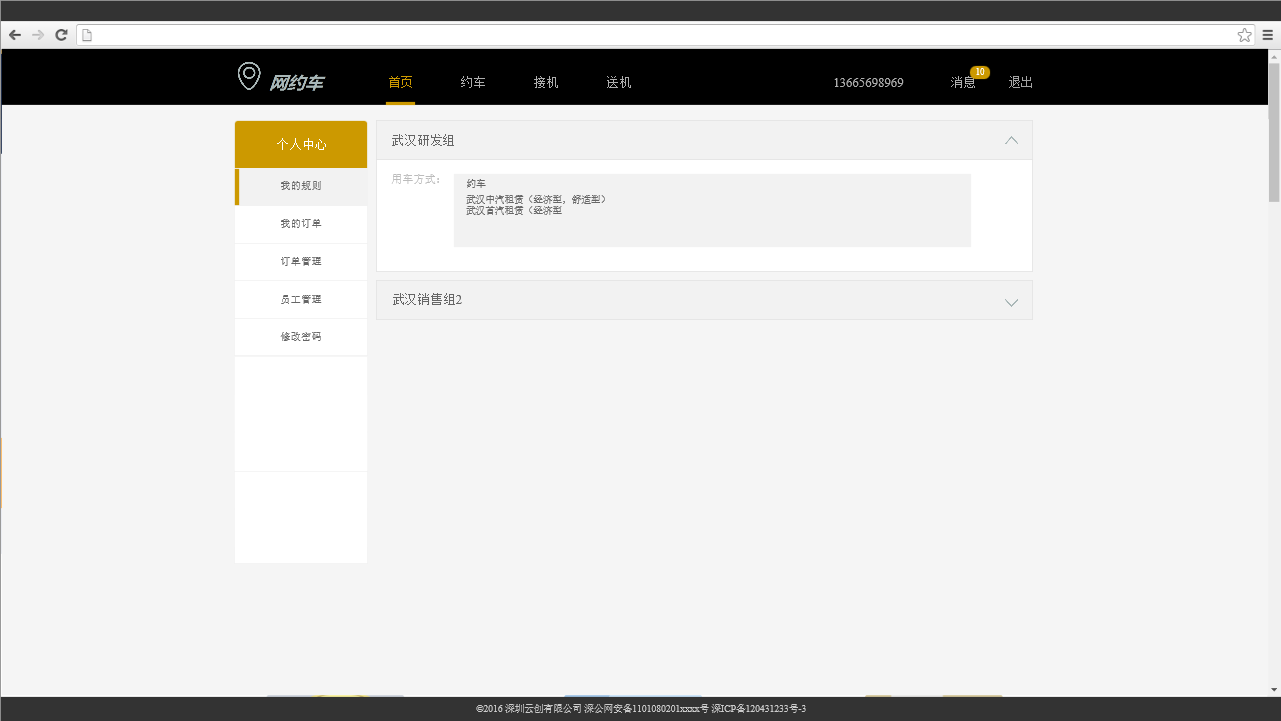 网约车 首页 约车 接机 送机 13665698969 消息 10 退出
个人中心
我的规则
我的订单
订单管理
员工管理
修改密码
武汉研发组
用车方式:
约车
武汉中汽租赁（经济型，舒适型）
武汉首汽租赁（经济型
武汉销售组2
©2016 深圳云创有限公司 深公网安备1101080201xxxx号 深ICP备120431233号-3